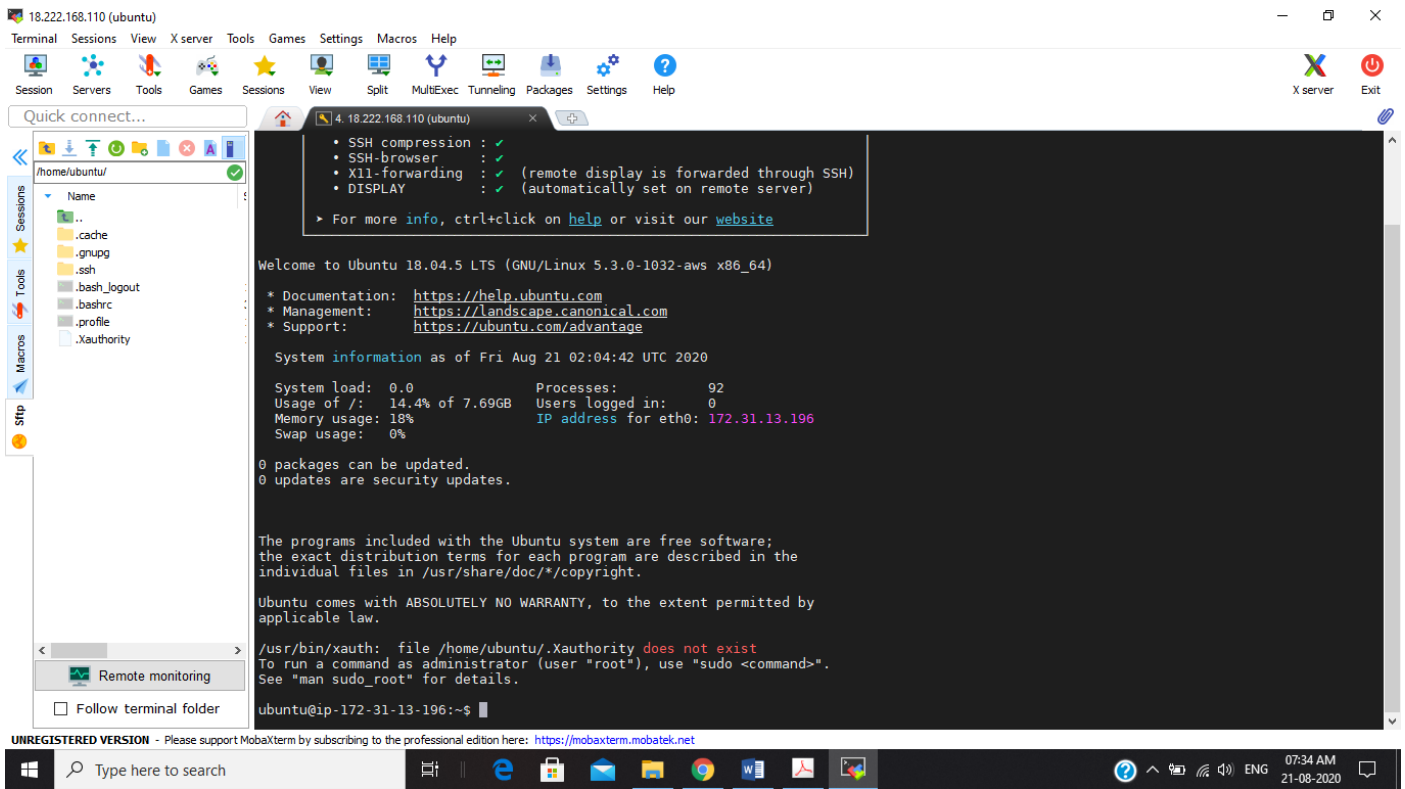 18.222.168.110 (ubuntu)
Terminal Sessions View X server Tools Games Settings Macros Help
Session Servers Tools Games Sessions View Split MultiExec Tunneling Packages Settings Help X server Exit
Quick connect...
4. 18.222.168.110 (ubuntu)
/home/ubuntu/
Name
..
.cache
.gnupg
.ssh
.bash_logout
.bashrc
.profile
.Xauthority
Sessions
Tools
Macros
Sftp
Remote monitoring
Follow terminal folder
• SSH compression : ✔
• SSH-browser : ✔
• X11-forwarding : ✔ (remote display is forwarded through SSH)
• DISPLAY : ✔ (automatically set on remote server)
➤ For more info, ctrl+click on help or visit our website
Welcome to Ubuntu 18.04.5 LTS (GNU/Linux 5.3.0-1032-aws x86_64)
* Documentation: https://help.ubuntu.com
* Management: https://landscape.canonical.com
* Support: https://ubuntu.com/advantage
System information as of Fri Aug 21 02:04:42 UTC 2020
System load: 0.0 Processes: 92
Usage of /: 14.4% of 7.69GB Users logged in: 0
Memory usage: 18% IP address for eth0: 172.31.13.196
Swap usage: 0%
0 packages can be updated.
0 updates are security updates.
The programs included with the Ubuntu system are free software;
the exact distribution terms for each program are described in the
individual files in /usr/share/doc/*/copyright.
Ubuntu comes with ABSOLUTELY NO WARRANTY, to the extent permitted by
applicable law.
/usr/bin/xauth: file /home/ubuntu/.Xauthority does not exist
To run a command as administrator (user "root"), use "sudo <command>".
See "man sudo_root" for details.
ubuntu@ip-172-31-13-196:~$
UNREGISTERED VERSION - Please support MobaXterm by subscribing to the professional edition here: https://mobaxterm.mobatek.net
Type here to search
ENG
07:34 AM
21-08-2020